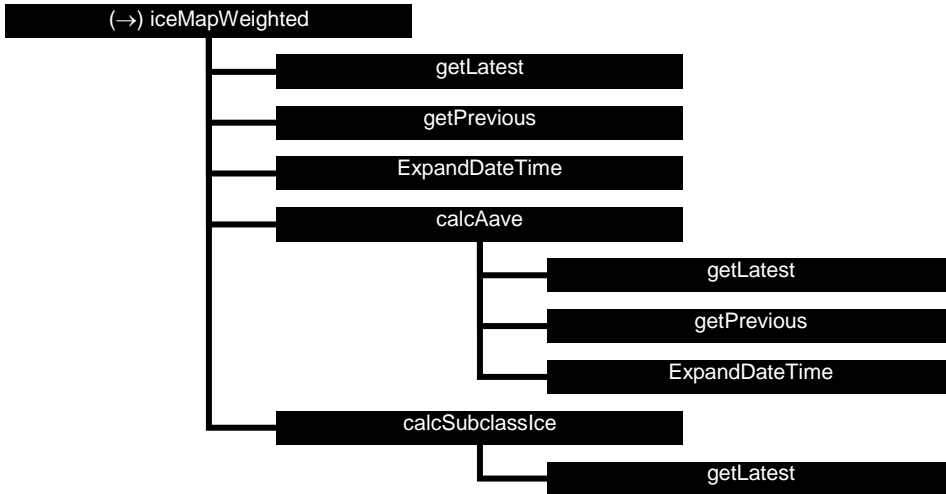 (→) iceMapWeighted
getLatest
getPrevious
ExpandDateTime
calcAave
getLatest
getPrevious
ExpandDateTime
calcSubclassIce
getLatest